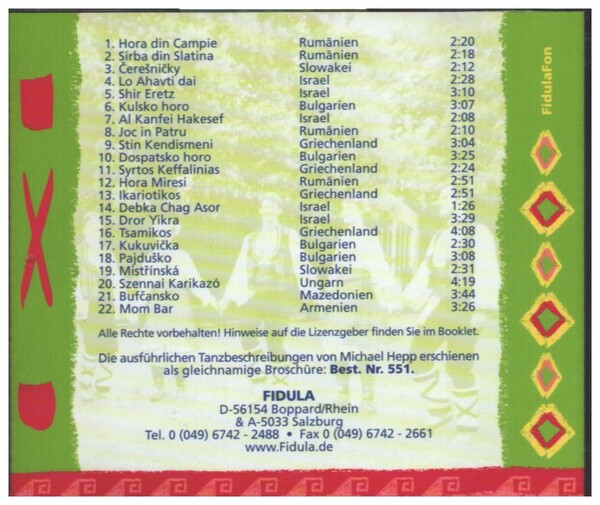 1. Hora din Campie Rumänien 2:20
2. Sirba din Slatina Rumänien 2:18
3. Čerešničky Slowakei 2:12
4. Lo Ahavti dai Israel 2:28
5. Shir Eretz Israel 3:10
6. Kulsko horo Bulgarien 3:07
7. Al Kanfei Hakesef Israel 2:08
8. Joc in Patru Rumänien 2:10
9. Stin Kendismeni Griechenland 3:04
10. Dospatsko horo Bulgarien 3:25
11. Syrtos Keffalinias Griechenland 2:24
12. Hora Miresi Rumänien 2:51
13. Ikariotikos Griechenland 2:51
14. Debka Chag Asor Israel 1:26
15. Dror Yikra Israel 3:29
16. Tsamikos Griechenland 4:08
17. Kukuvička Bulgarien 2:30
18. Pajduško Bulgarien 3:08
19. Mistřínská Slowakei 2:31
20. Szennai Karikazó Ungarn 4:19
21. Bufčansko Mazedonien 3:44
22. Mom Bar Armenien 3:26
Alle Rechte vorbehalten! Hinweise auf die Lizenzgeber finden Sie im Booklet.
Die ausführlichen Tanzbeschreibungen von Michael Hepp erschienen
als gleichnamige Broschüre: Best. Nr. 551.
FIDULA
D-56154 Boppard/Rhein
& A-5033 Salzburg
Tel. 0 (049) 6742 - 2488 • Fax 0 (049) 6742 - 2661
www.Fidula.de
FidulaFon